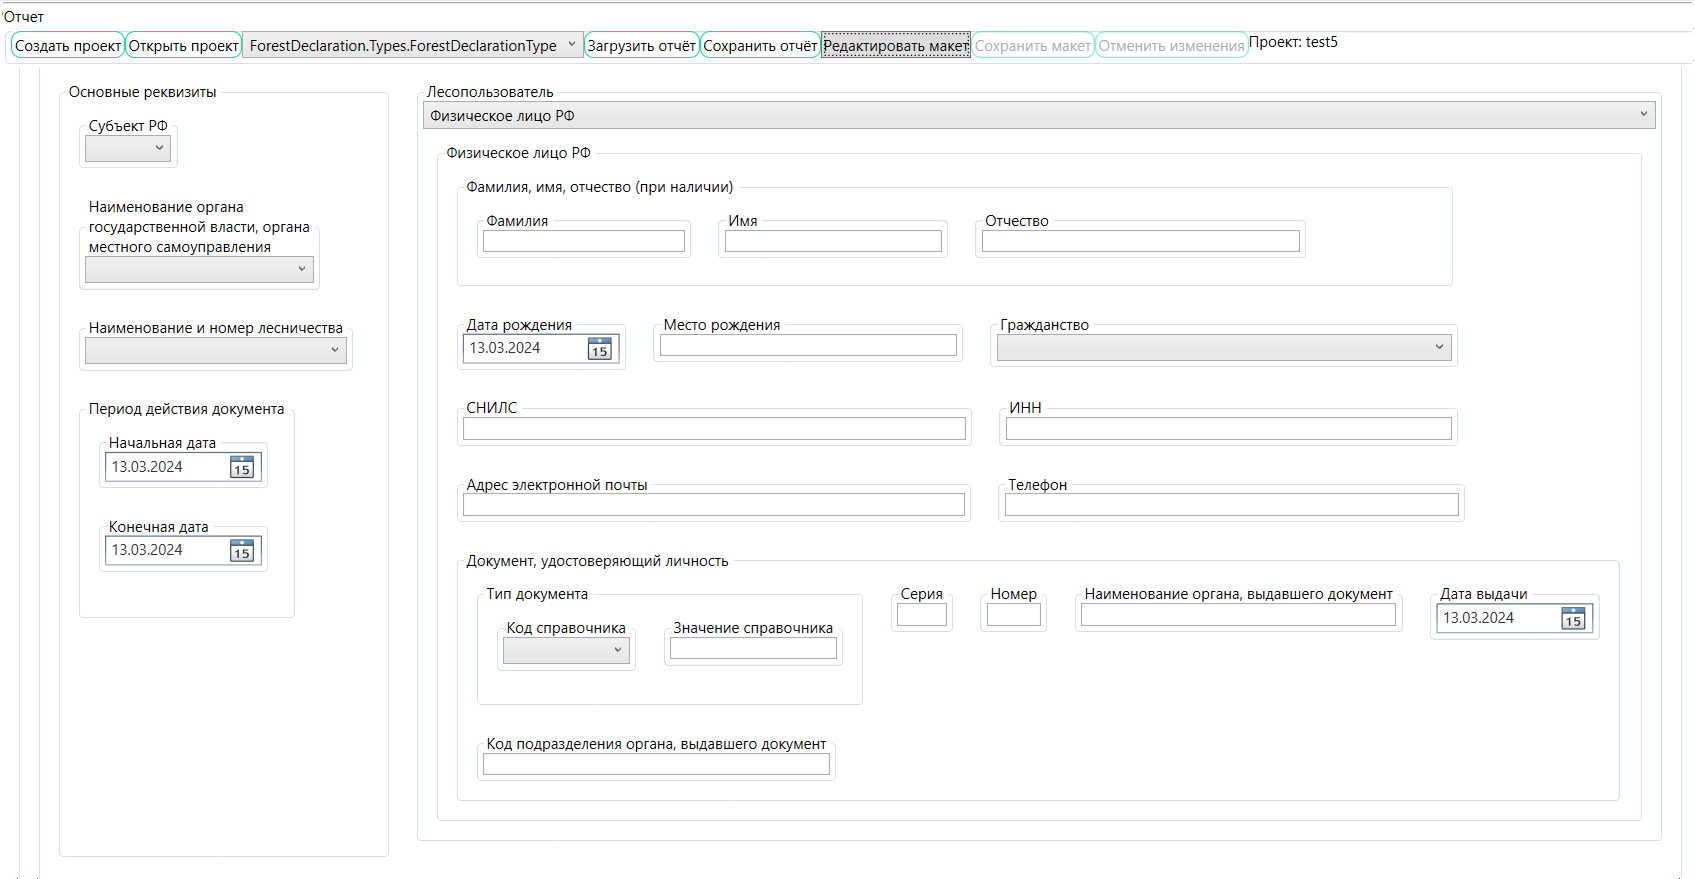 Отчет
Создать проект Открыть проект ForestDeclaration.Types.ForestDeclarationType Загрузить отчёт Сохранить отчёт Редактировать макет Сохранить макет Отменить изменения Проект: test5
Основные реквизиты
Субъект РФ
Наименование органа
государственной власти, органа
местного самоуправления
Наименование и номер лесничества
Период действия документа
Начальная дата
13.03.2024 15
Конечная дата
13.03.2024 15
Лесопользователь
Физическое лицо РФ
Физическое лицо РФ
Фамилия, имя, отчество (при наличии)
Фамилия Имя Отчество
Дата рождения Место рождения Гражданство
13.03.2024 15
СНИЛС ИНН
Адрес электронной почты Телефон
Документ, удостоверяющий личность
Тип документа Серия Номер Наименование органа, выдавшего документ Дата выдачи
13.03.2024 15
Код справочника Значение справочника
Код подразделения органа, выдавшего документ